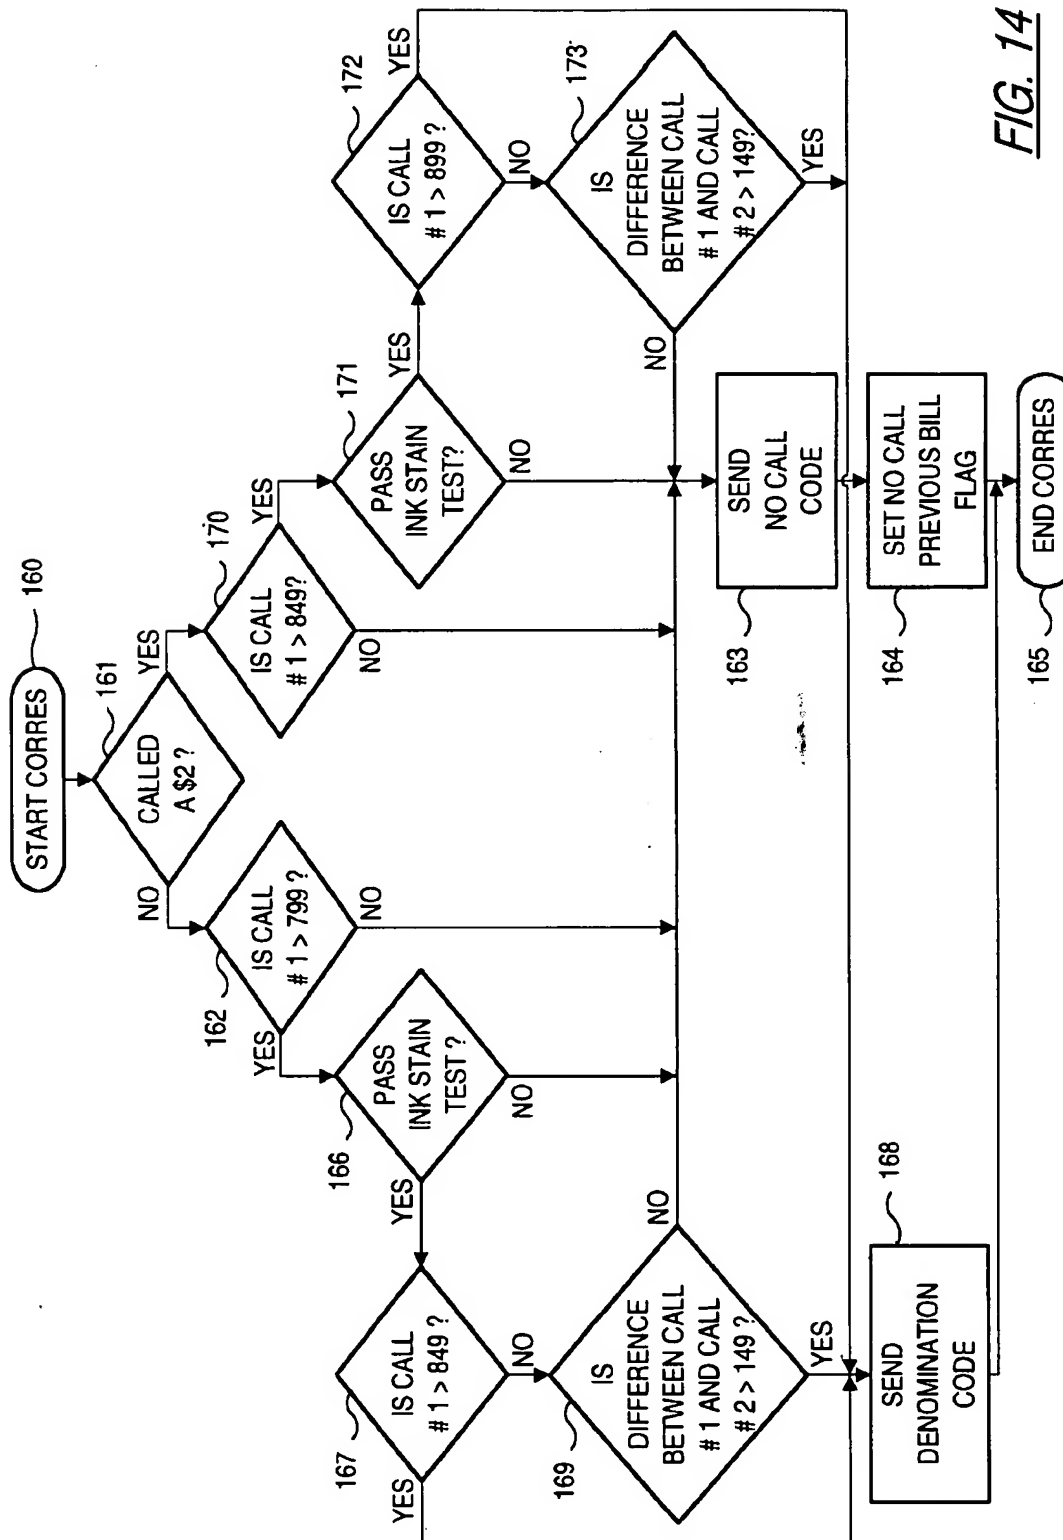 START CORRES
160
CALLED
A $2 ?
161
NO
YES
IS CALL
# 1 > 799 ?
162
YES
NO
IS CALL
# 1 > 849?
170
YES
NO
PASS
INK STAIN
TEST?
166
YES
NO
PASS
INK STAIN
TEST?
171
YES
NO
IS CALL
# 1 > 849 ?
167
YES
NO
IS CALL
# 1 > 899 ?
172
YES
NO
IS
DIFFERENCE
BETWEEN CALL
# 1 AND CALL
# 2 > 149 ?
169
NO
YES
IS
DIFFERENCE
BETWEEN CALL
# 1 AND CALL
# 2 > 149?
173
NO
YES
SEND
NO CALL
CODE
163
SEND
DENOMINATION
CODE
168
SET NO CALL
PREVIOUS BILL
FLAG
164
END CORRES
165
FIG. 14